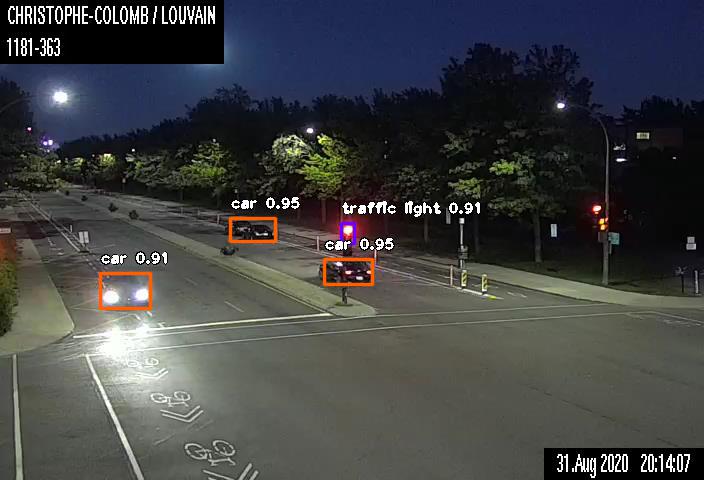 CHRISTOPHE-COLOMB / LOUVAIN
1181-363
car 0.95
traffic light 0.91
car 0.95
car 0.91
31.Aug 2020 20:14:07